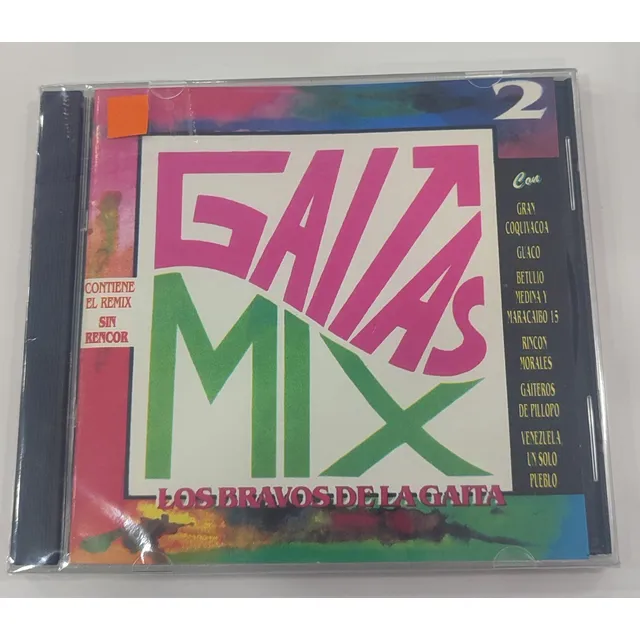 2
GAITAS
MIX
CONTIENE
EL REMIX
SIN
RENCOR
Con
GRAN
COQUIVACOA
GUACO
BETULIO
MEDINA Y
MARACAIBO 15
RINCON
MORALES
GAITEROS
DE PILLOPO
VENEZUELA
UN SOLO
PUEBLO
LOS BRAVOS DE LA GAITA